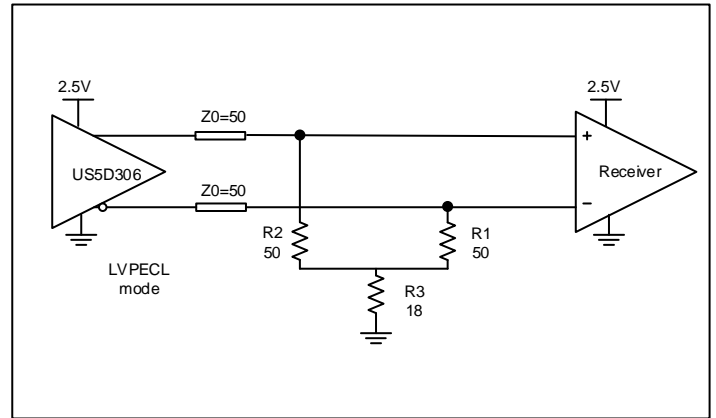 2.5V
2.5V
Z0=50
US5D306
+
Receiver
Z0=50
−
R2
50
R1
50
LVPECL
mode
R3
18